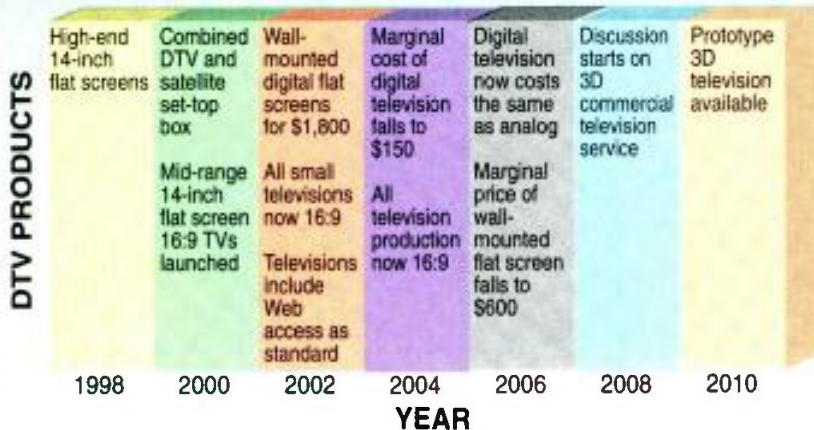 DTV PRODUCTS
High-end
14-inch
flat screens
Combined
DTV and
satellite
set-top
box
Mid-range
14-inch
flat screen
16:9 TVs
launched
Wall-
mounted
digital flat
screens
for $1,800
All small
televisions
now 16:9
Televisions
include
Web
access as
standard
Marginal
cost of
digital
television
falls to
$150
All
television
production
now 16:9
Digital
television
now costs
the same
as analog
Marginal
price of
wall-
mounted
flat screen
falls to
$600
Discussion
starts on
3D
commercial
television
service
Prototype
3D
television
available
1998 2000 2002 2004 2006 2008 2010
YEAR